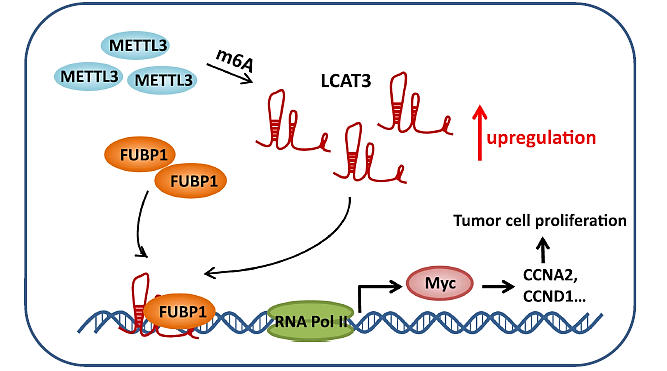 METTL3
METTL3
METTL3
m6A
LCAT3
upregulation
FUBP1
FUBP1
Tumor cell proliferation
CCNA2,
CCND1...
Myc
FUBP1
RNA Pol II